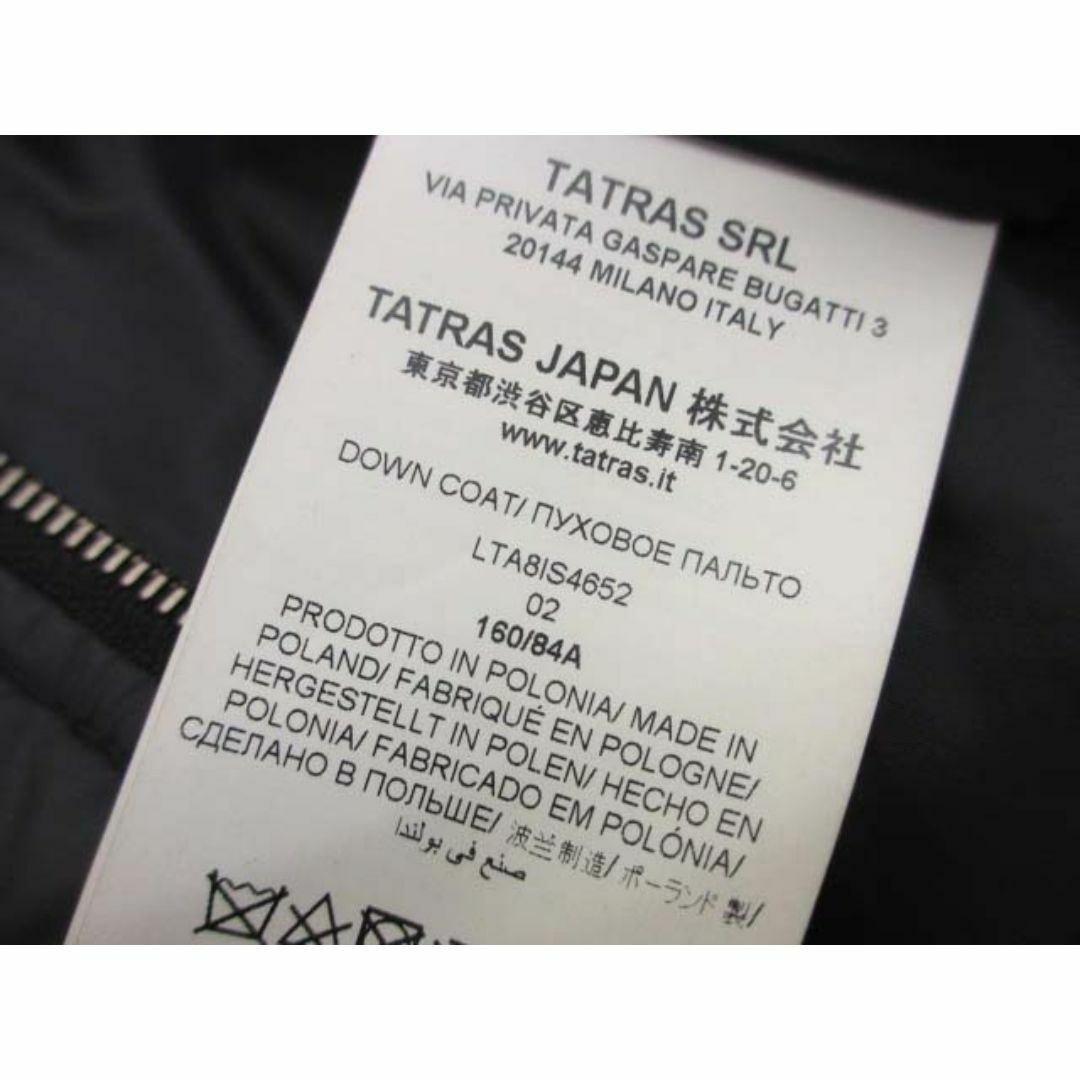 TATRAS SRL
VIA PRIVATA GASPARE BUGATTI 3
20144 MILANO ITALY
TATRAS JAPAN 株式会社
東京都渋谷区恵比寿南 1-20-6
www.tatras.it
DOWN COAT/ ПУХОВОЕ ПАЛЬТО
LTA8IS4652
02
160/84A
PRODOTTO IN POLONIA/ MADE IN
POLAND/ FABRIQUÉ EN POLOGNE/
HERGESTELLT IN POLEN/ HECHO EN
POLONIA/ FABRICADO EM POLÓNIA/
СДЕЛАНО В ПОЛЬШЕ/ 波兰制造/ ポーランド製/
صنع في بولندا